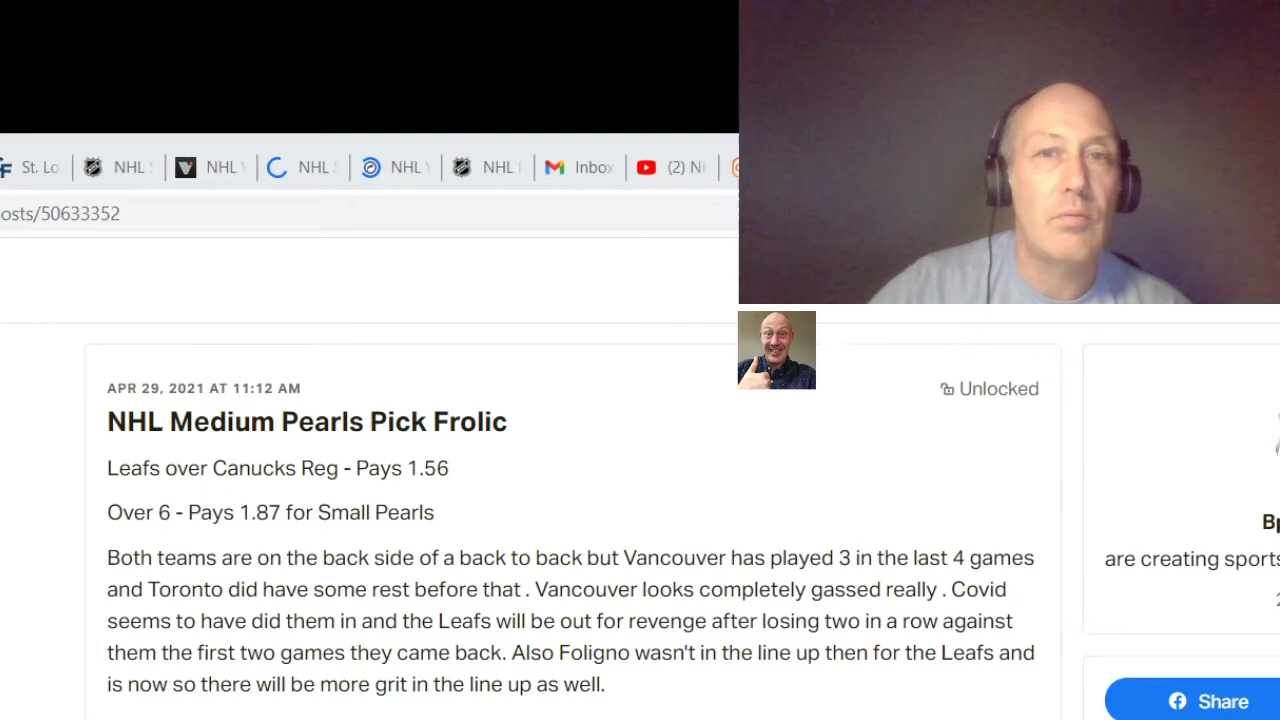 St. Lo NHL NHL NHL NHL NHL Inbox (2) NH
osts/50633352
APR 29, 2021 AT 11:12 AM
Unlocked
NHL Medium Pearls Pick Frolic
Leafs over Canucks Reg - Pays 1.56
Over 6 - Pays 1.87 for Small Pearls
Both teams are on the back side of a back to back but Vancouver has played 3 in the last 4 games
and Toronto did have some rest before that . Vancouver looks completely gassed really . Covid
seems to have did them in and the Leafs will be out for revenge after losing two in a row against
them the first two games they came back. Also Foligno wasn't in the line up then for the Leafs and
is now so there will be more grit in the line up as well.
Bp
are creating sports
Share